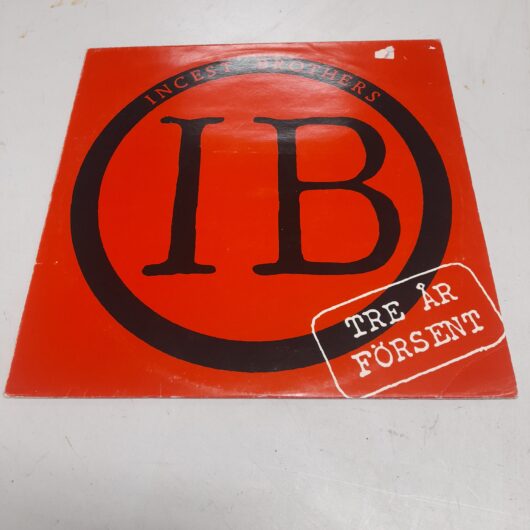 INCEST BROTHERS
IB
TRE ÅR
FÖRSENT